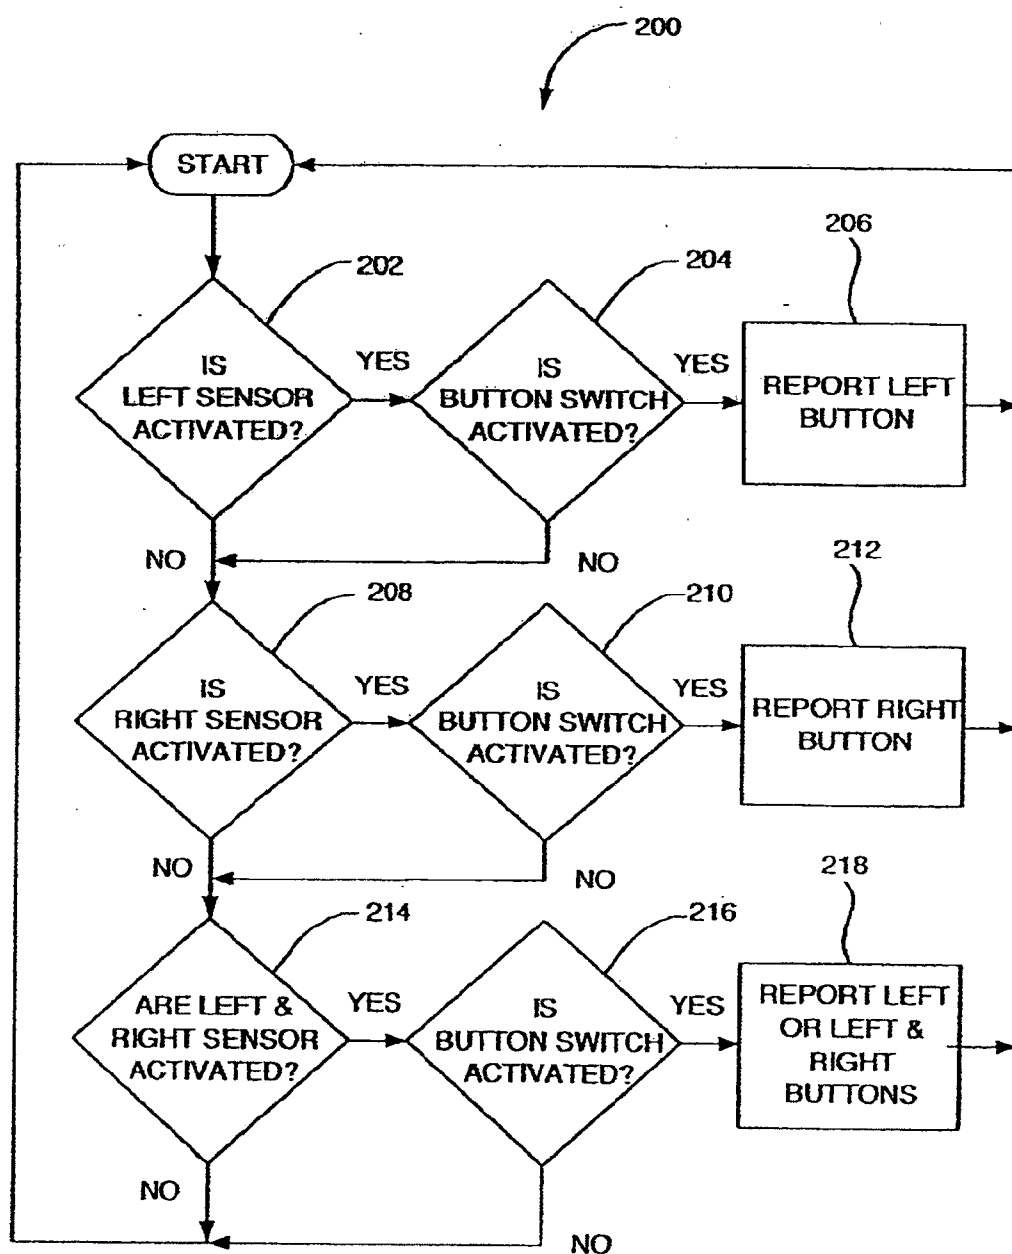 200
START
202
204
206
IS
LEFT SENSOR
ACTIVATED?
YES
IS
BUTTON SWITCH
ACTIVATED?
YES
REPORT LEFT
BUTTON
NO
NO
208
210
212
IS
RIGHT SENSOR
ACTIVATED?
YES
IS
BUTTON SWITCH
ACTIVATED?
YES
REPORT RIGHT
BUTTON
NO
NO
214
216
218
ARE LEFT &
RIGHT SENSOR
ACTIVATED?
YES
IS
BUTTON SWITCH
ACTIVATED?
YES
REPORT LEFT
OR LEFT &
RIGHT
BUTTONS
NO
NO